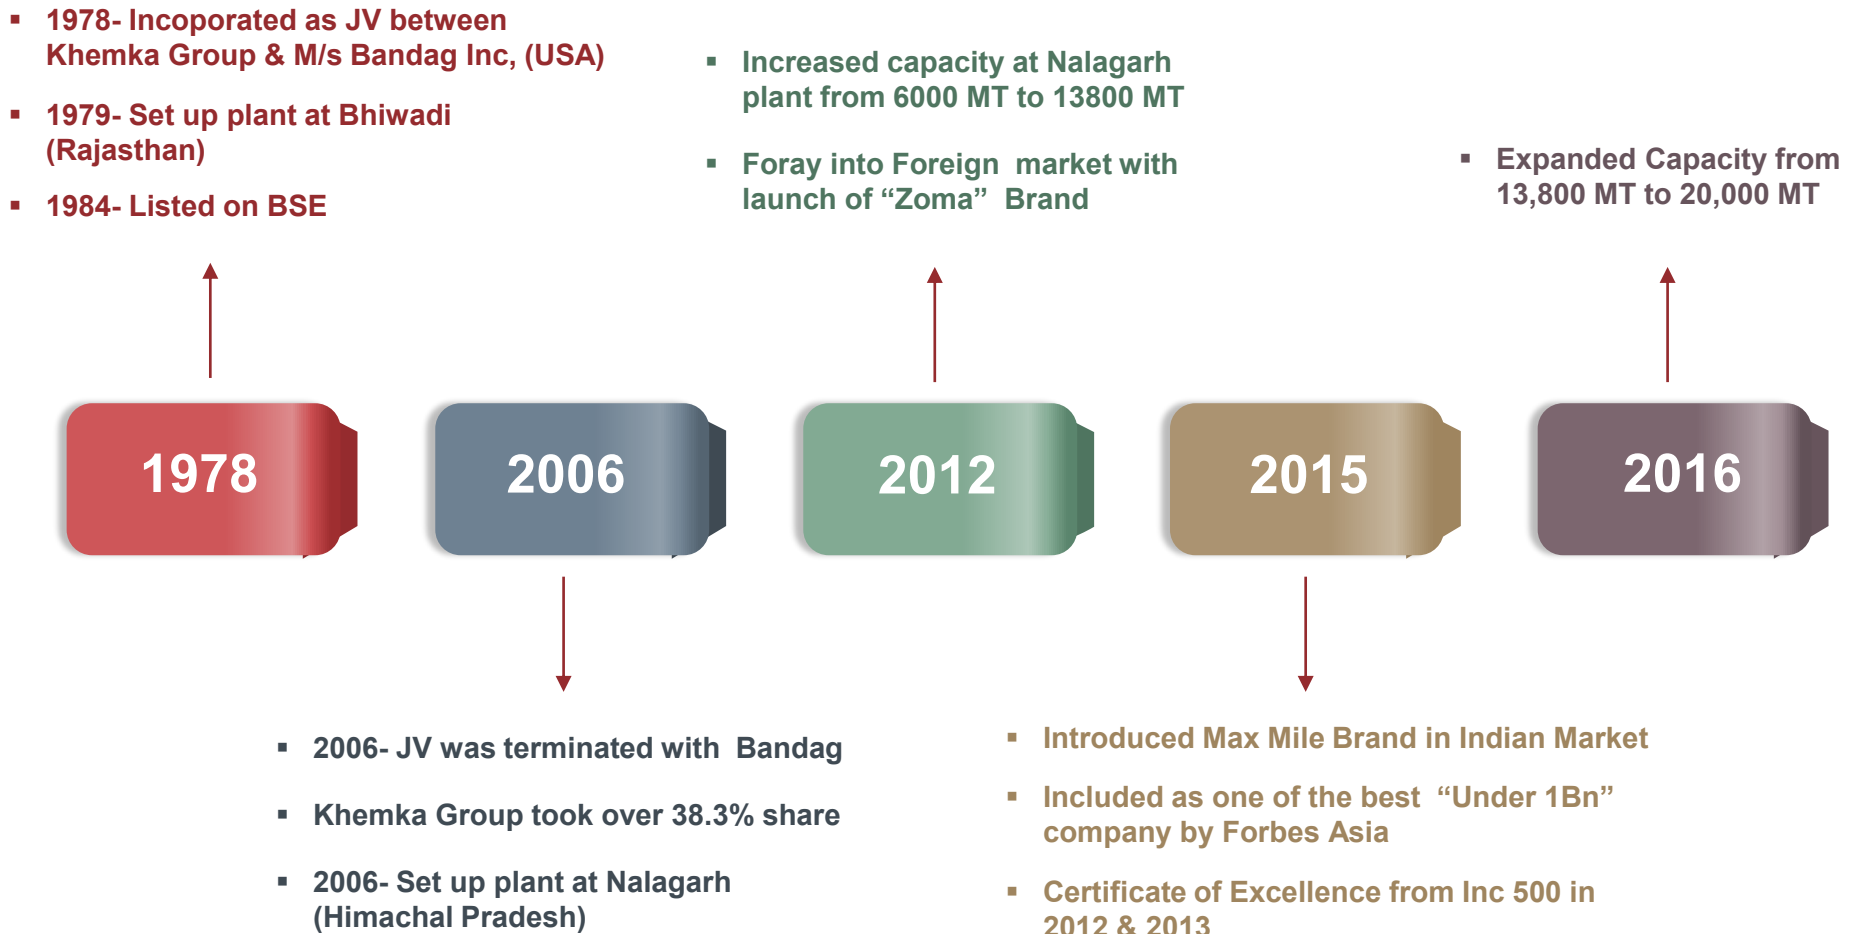 ▪ 1978- Incoporated as JV between
Khemka Group & M/s Bandag Inc, (USA)
▪ 1979- Set up plant at Bhiwadi
(Rajasthan)
▪ 1984- Listed on BSE
▪ Increased capacity at Nalagarh
plant from 6000 MT to 13800 MT
▪ Foray into Foreign market with
launch of “Zoma” Brand
▪ Expanded Capacity from
13,800 MT to 20,000 MT
1978
2006
2012
2015
2016
▪ 2006- JV was terminated with Bandag
▪ Khemka Group took over 38.3% share
▪ 2006- Set up plant at Nalagarh
(Himachal Pradesh)
▪ Introduced Max Mile Brand in Indian Market
▪ Included as one of the best “Under 1Bn”
company by Forbes Asia
▪ Certificate of Excellence from Inc 500 in
2012 & 2013